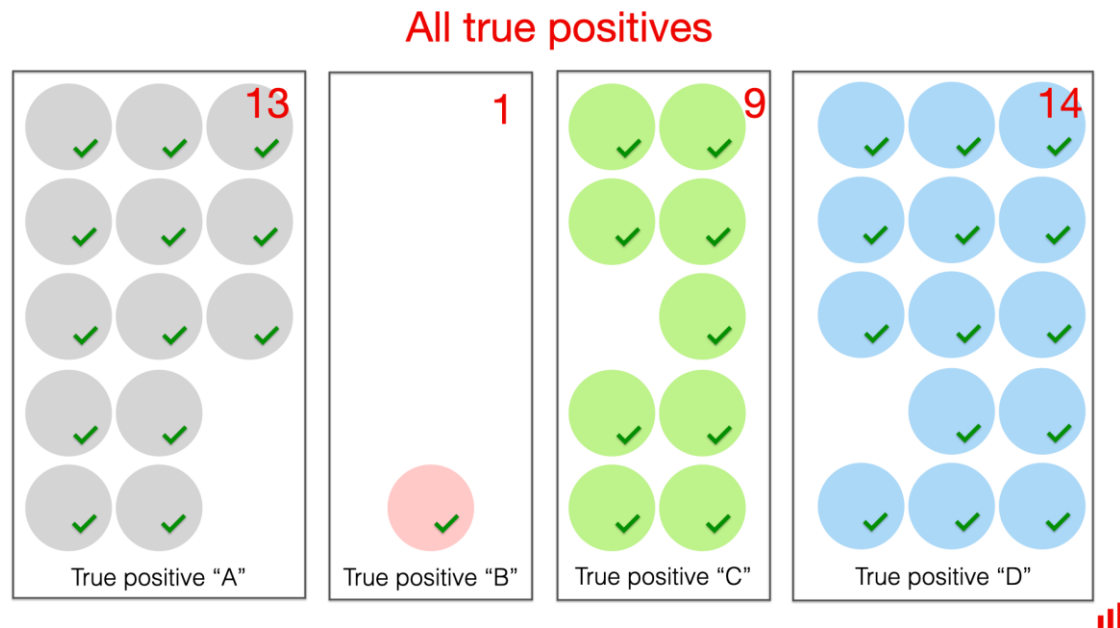 All true positives
13
1
9
14
True positive “A”
True positive “B”
True positive “C”
True positive “D”